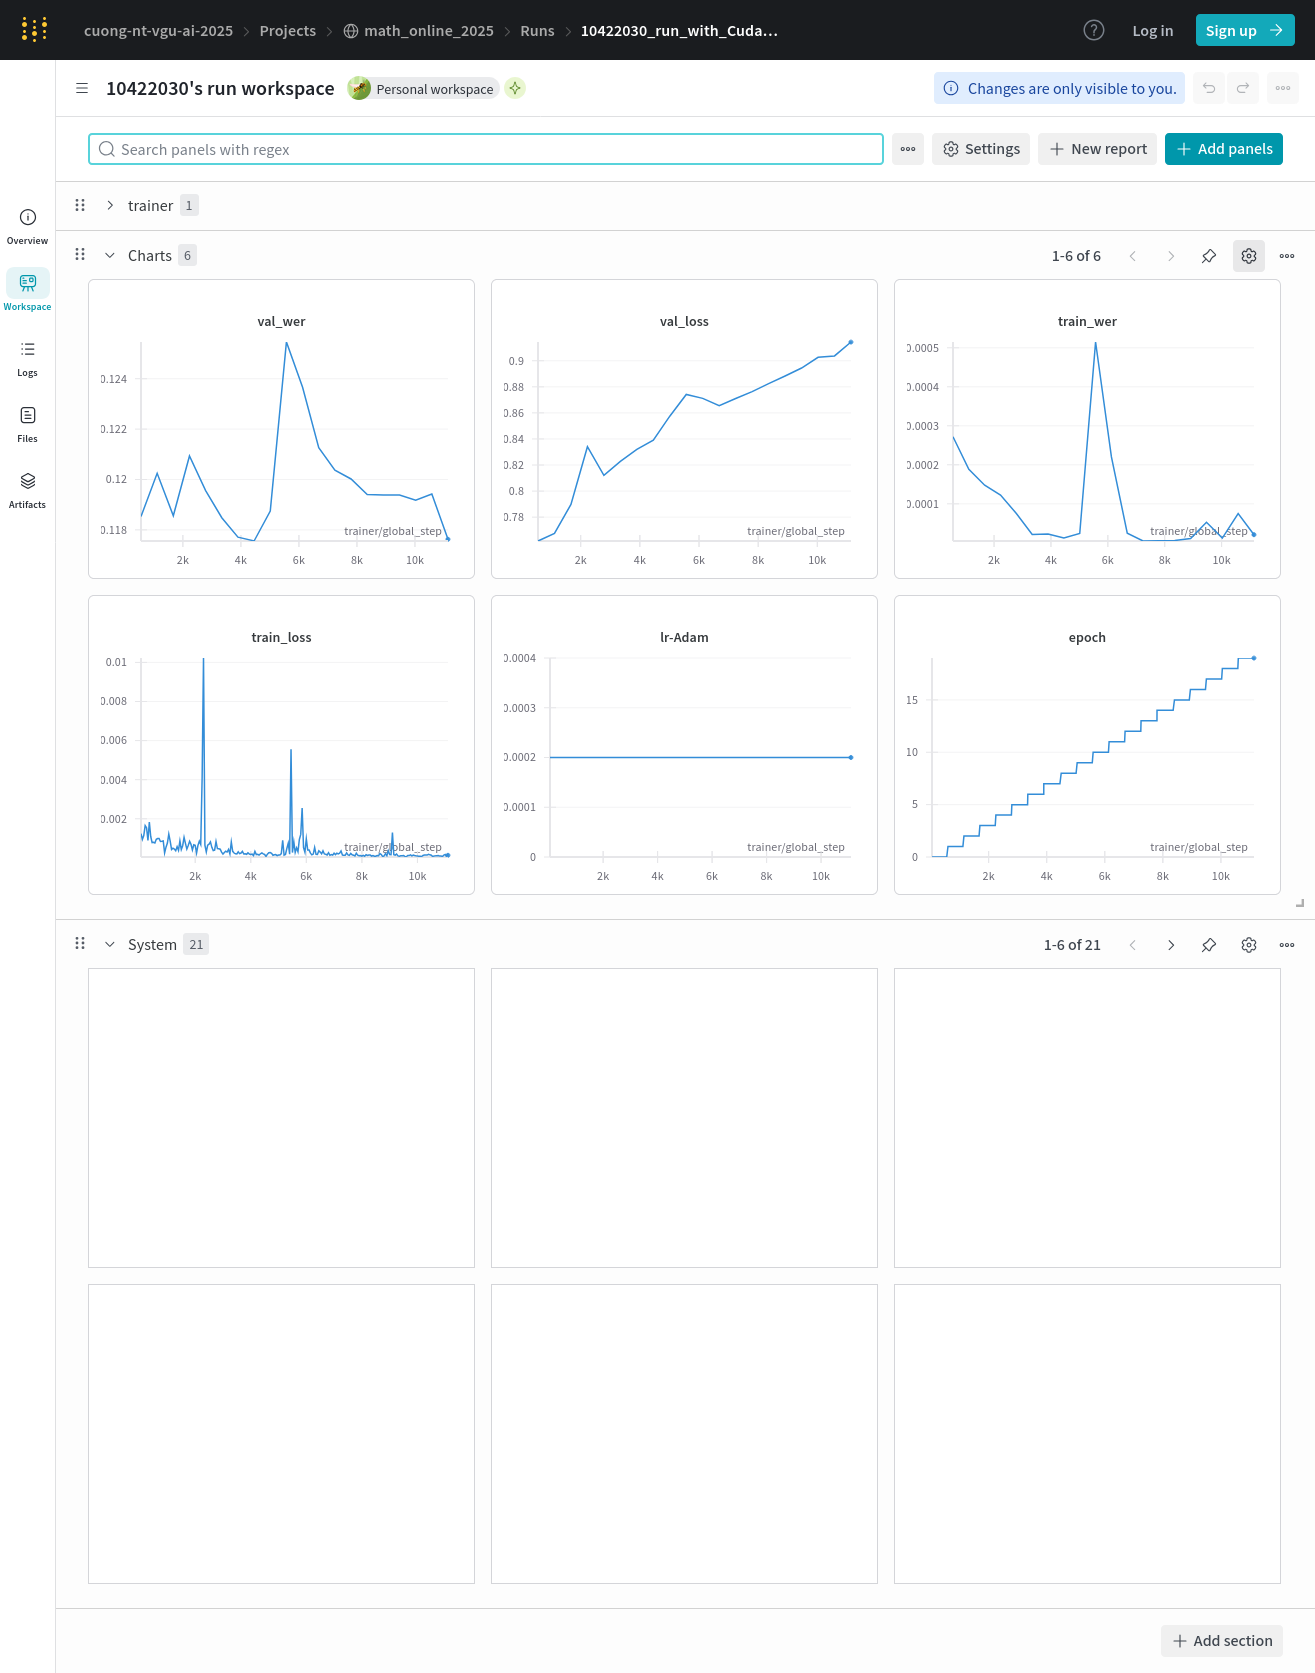 cuong-nt-vgu-ai-2025 > Projects > math_online_2025 > Runs > 10422030_run_with_Cuda...
Log in
Sign up
10422030's run workspace
Personal workspace
Changes are only visible to you.
Search panels with regex
Settings
New report
Add panels
Overview
Workspace
Logs
Files
Artifacts
trainer 1
Charts 6
1-6 of 6
val_wer
0.124
0.122
0.12
0.118
trainer/global_step
2k 4k 6k 8k 10k
val_loss
0.9
0.88
0.86
0.84
0.82
0.8
0.78
trainer/global_step
2k 4k 6k 8k 10k
train_wer
0.0005
0.0004
0.0003
0.0002
0.0001
trainer/global_step
2k 4k 6k 8k 10k
train_loss
0.01
0.008
0.006
0.004
0.002
trainer/global_step
2k 4k 6k 8k 10k
lr-Adam
0.0004
0.0003
0.0002
0.0001
0
trainer/global_step
2k 4k 6k 8k 10k
epoch
15
10
5
0
trainer/global_step
2k 4k 6k 8k 10k
System 21
1-6 of 21
Add section